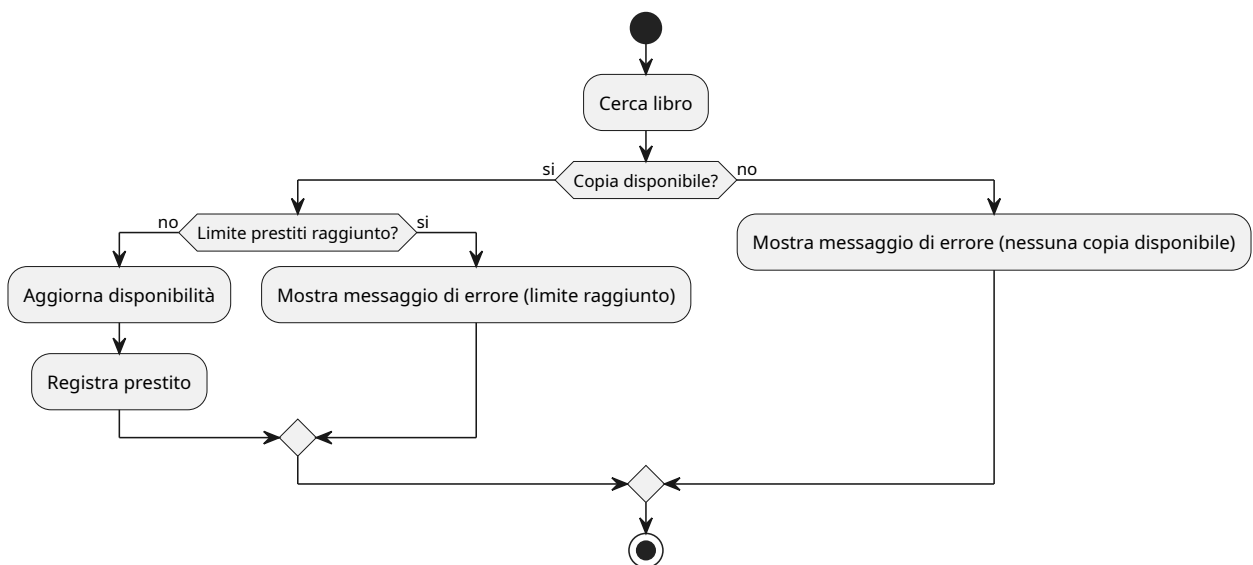 Cerca libro
si
Copia disponibile?
no
no
Limite prestiti raggiunto?
si
Mostra messaggio di errore (nessuna copia disponibile)
Aggiorna disponibilità
Mostra messaggio di errore (limite raggiunto)
Registra prestito